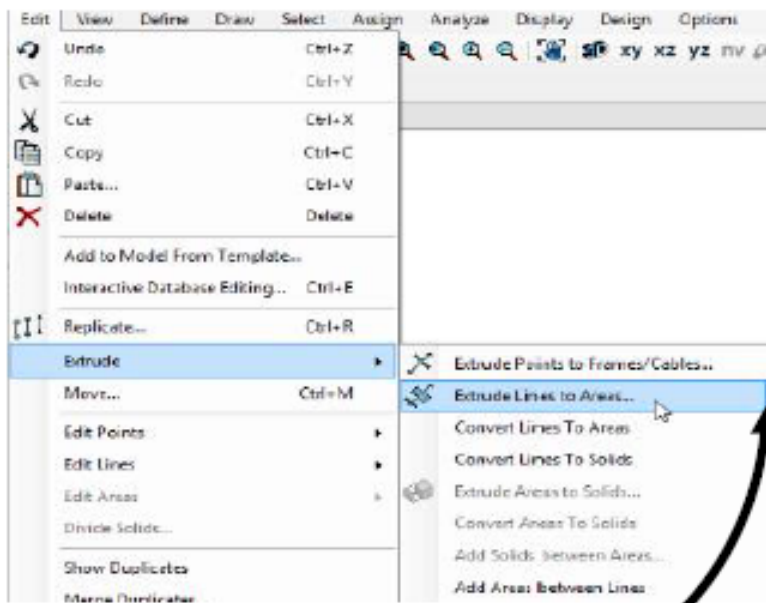 Edit View Define Draw Select Assign Analyze Display Design Options
Undo Ctrl+Z
xy xz yz nv
Redo Ctrl+Y
Cut Ctrl+X
Copy Ctrl+C
Paste... Ctrl+V
Delete Delete
Add to Model From Template...
Interactive Database Editing... Ctrl+E
Replicate... Ctrl+R
Extrude
Extrude Points to Frames/Cables...
Move... Ctrl+M
Extrude Lines to Areas...
Edit Points
Convert Lines To Areas
Edit Lines
Convert Lines To Solids
Edit Areas
Extrude Areas to Solids...
Divide Solids...
Convert Areas To Solids
Add Solids between Areas...
Show Duplicates
Add Areas between Lines
Merge Duplicates